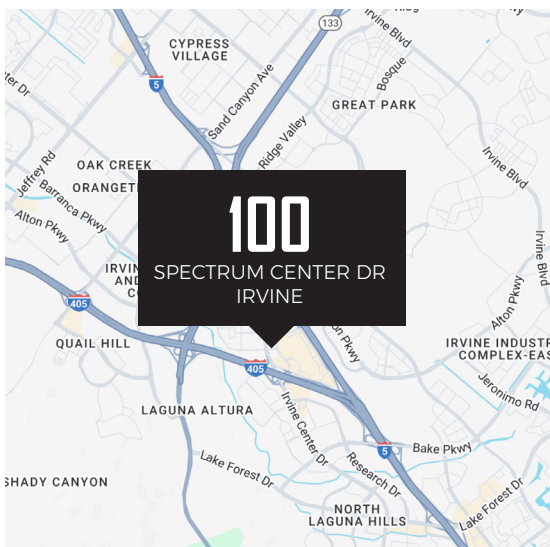 133
Irvine Blvd
CYPRESS
VILLAGE
5
Bosque
Sand Canyon Ave
GREAT PARK
Ridge Valley
Irvine Blvd
Jeffrey Rd
OAK CREEK
Barranca Pkwy
Alton Pkwy
100
SPECTRUM CENTER DR
IRVINE
Irvine Blvd
Alton Pkwy
405
QUAIL HILL
IRVINE INDUSTR
COMPLEX-EAS
405
Jeronimo Rd
LAGUNA ALTURA
Irvine Center Dr
Bake Pkwy
5
Lake Forest Dr
Research Dr
SHADY CANYON
NORTH
LAGUNA HILLS
Lake Forest Dr